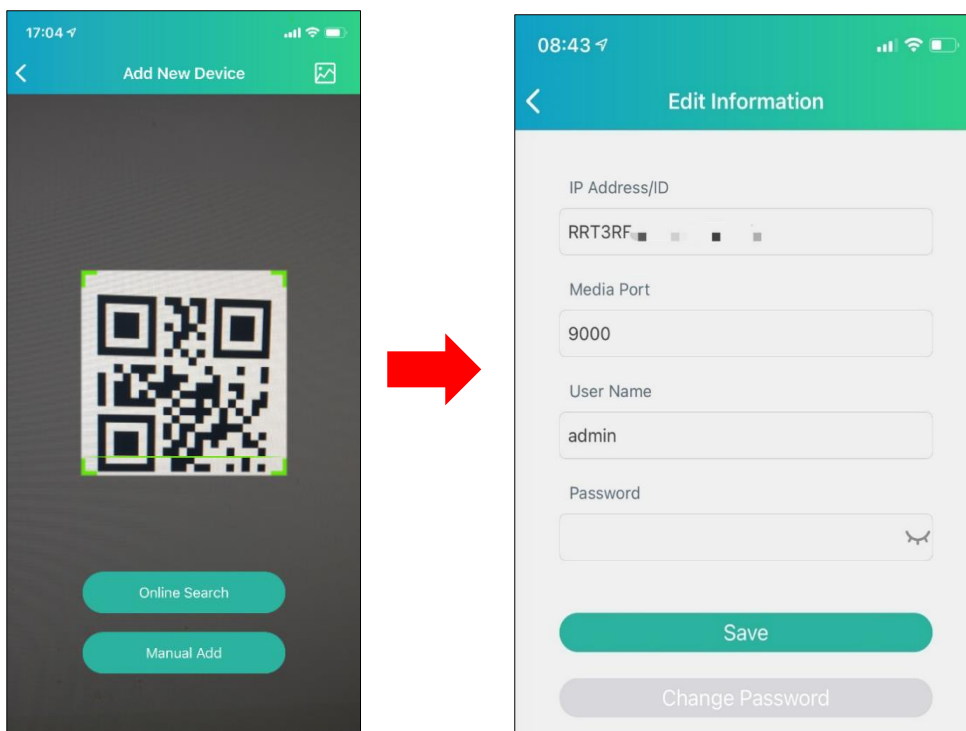 17:04
Add New Device
Online Search
Manual Add
08:43
Edit Information
IP Address/ID
RRT3RF
Media Port
9000
User Name
admin
Password
Save
Change Password